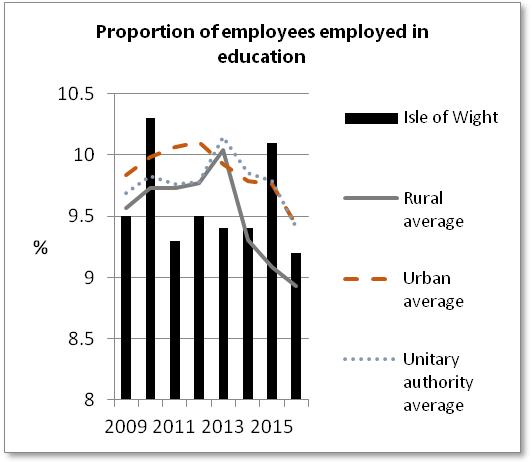 Proportion of employees employed in
education
10.5
10
9.5
9
8.5
8
%
2009 2011 2013 2015
Isle of Wight
Rural
average
Urban
average
Unitary
authority
average